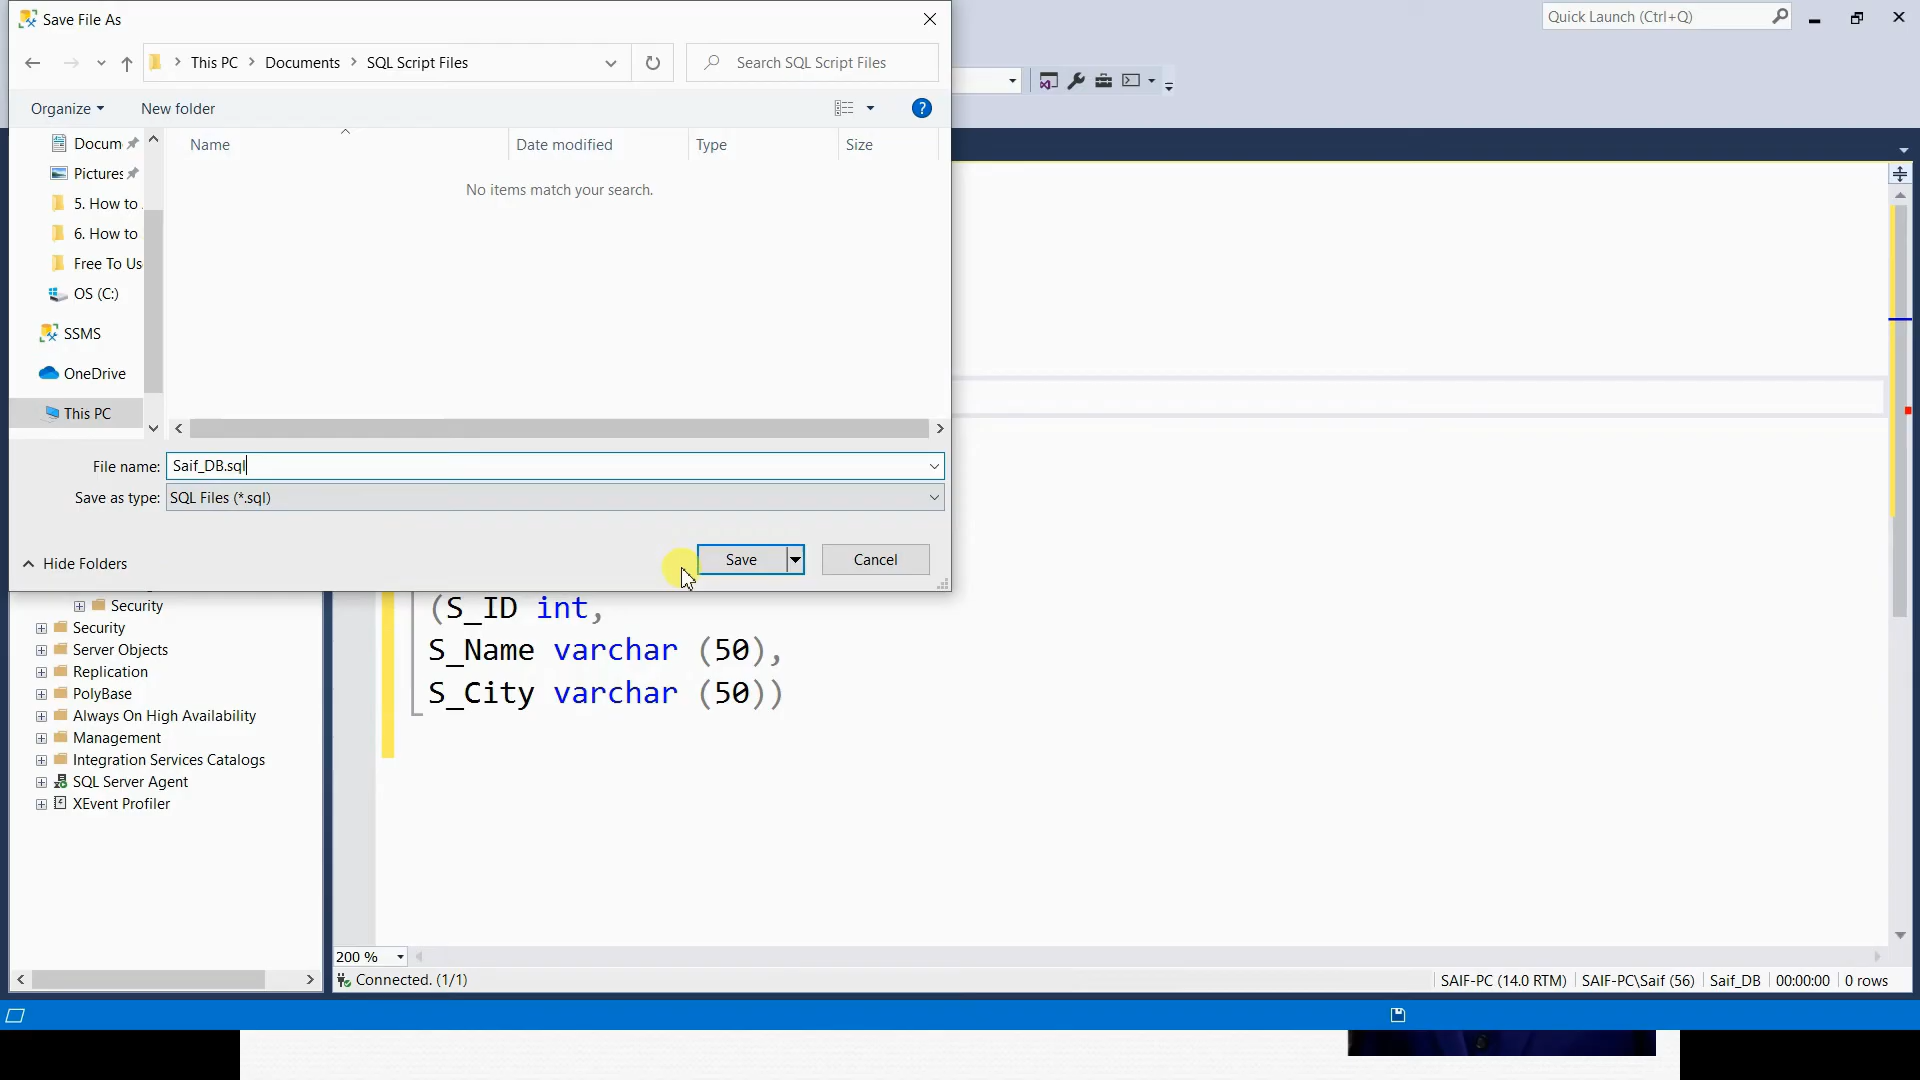 Save File As
Quick Launch (Ctrl+Q)
This PC > Documents > SQL Script Files
Search SQL Script Files
Organize
New folder
Name
Date modified
Type
Size
No items match your search.
Docum
Pictures
5. How to
6. How to
Free To Us
OS (C:)
SSMS
OneDrive
This PC
File name: Saif_DB.sql
Save as type: SQL Files (*.sql)
Hide Folders
Save
Cancel
Security
Security
Server Objects
Replication
PolyBase
Always On High Availability
Management
Integration Services Catalogs
SQL Server Agent
XEvent Profiler
(S_ID int,
S_Name varchar (50),
S_City varchar (50))
200 %
Connected. (1/1)
SAIF-PC (14.0 RTM)
SAIF-PC\Saif (56)
Saif_DB
00:00:00
0 rows